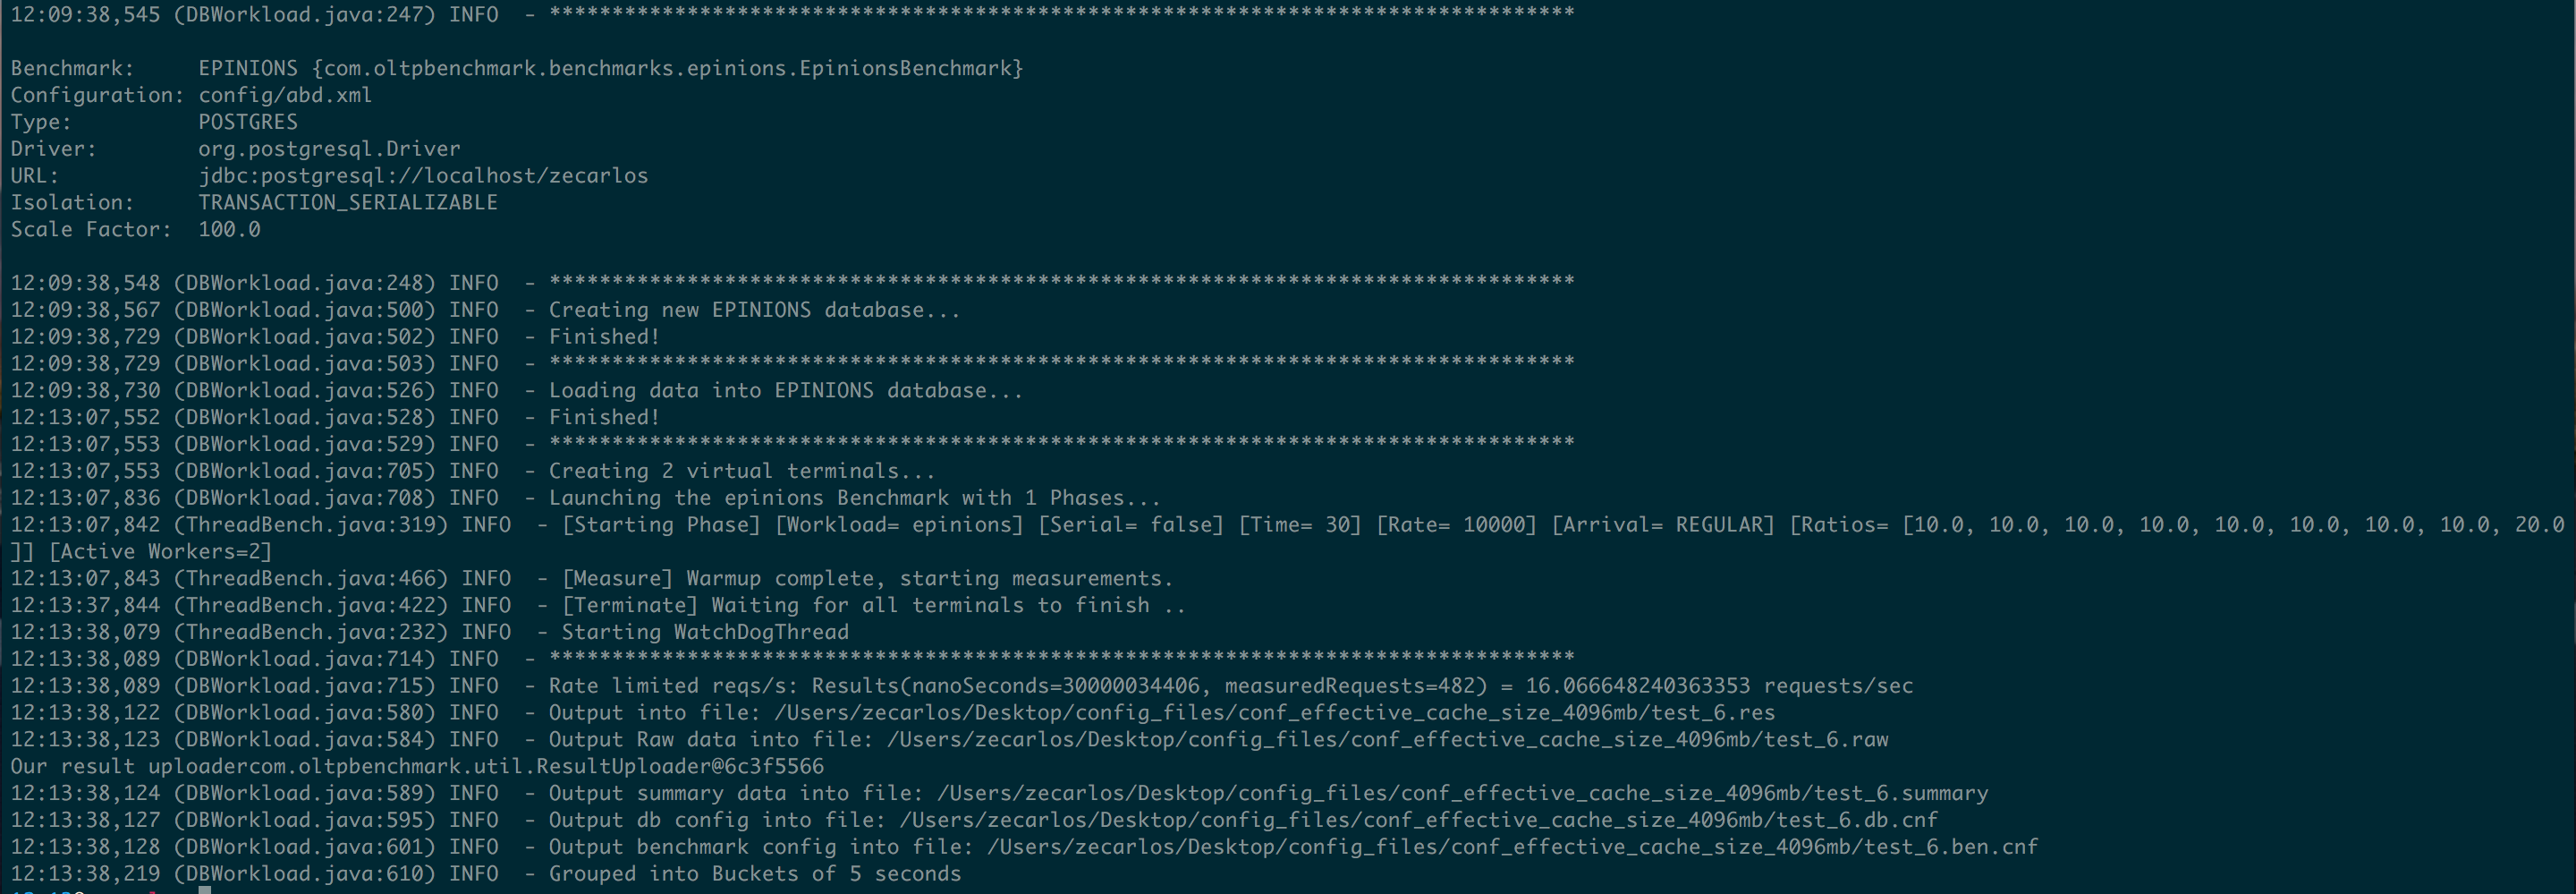 12:09:38,545 (DBWorkload.java:247) INFO  - **********************************************************************************
Benchmark:     EPINIONS {com.oltpbenchmark.benchmarks.epinions.EpinionsBenchmark}
Configuration: config/abd.xml
Type:          POSTGRES
Driver:        org.postgresql.Driver
URL:           jdbc:postgresql://localhost/zecarlos
Isolation:     TRANSACTION_SERIALIZABLE
Scale Factor:  100.0
12:09:38,548 (DBWorkload.java:248) INFO  - **********************************************************************************
12:09:38,567 (DBWorkload.java:500) INFO  - Creating new EPINIONS database...
12:09:38,729 (DBWorkload.java:502) INFO  - Finished!
12:09:38,729 (DBWorkload.java:503) INFO  - **********************************************************************************
12:09:38,730 (DBWorkload.java:526) INFO  - Loading data into EPINIONS database...
12:13:07,552 (DBWorkload.java:528) INFO  - Finished!
12:13:07,553 (DBWorkload.java:529) INFO  - **********************************************************************************
12:13:07,553 (DBWorkload.java:705) INFO  - Creating 2 virtual terminals...
12:13:07,836 (DBWorkload.java:708) INFO  - Launching the epinions Benchmark with 1 Phases...
12:13:07,842 (ThreadBench.java:319) INFO  - [Starting Phase] [Workload= epinions] [Serial= false] [Time= 30] [Rate= 10000] [Arrival= REGULAR] [Ratios= [10.0, 10.0, 10.0, 10.0, 10.0, 10.0, 10.0, 10.0, 20.0
]] [Active Workers=2]
12:13:07,843 (ThreadBench.java:466) INFO  - [Measure] Warmup complete, starting measurements.
12:13:37,844 (ThreadBench.java:422) INFO  - [Terminate] Waiting for all terminals to finish ..
12:13:38,079 (ThreadBench.java:232) INFO  - Starting WatchDogThread
12:13:38,089 (DBWorkload.java:714) INFO  - **********************************************************************************
12:13:38,089 (DBWorkload.java:715) INFO  - Rate limited reqs/s: Results(nanoSeconds=30000034406, measuredRequests=482) = 16.066648240363353 requests/sec
12:13:38,122 (DBWorkload.java:580) INFO  - Output into file: /Users/zecarlos/Desktop/config_files/conf_effective_cache_size_4096mb/test_6.res
12:13:38,123 (DBWorkload.java:584) INFO  - Output Raw data into file: /Users/zecarlos/Desktop/config_files/conf_effective_cache_size_4096mb/test_6.raw
Our result uploadercom.oltpbenchmark.util.ResultUploader@6c3f5566
12:13:38,124 (DBWorkload.java:589) INFO  - Output summary data into file: /Users/zecarlos/Desktop/config_files/conf_effective_cache_size_4096mb/test_6.summary
12:13:38,127 (DBWorkload.java:595) INFO  - Output db config into file: /Users/zecarlos/Desktop/config_files/conf_effective_cache_size_4096mb/test_6.db.cnf
12:13:38,128 (DBWorkload.java:601) INFO  - Output benchmark config into file: /Users/zecarlos/Desktop/config_files/conf_effective_cache_size_4096mb/test_6.ben.cnf
12:13:38,219 (DBWorkload.java:610) INFO  - Grouped into Buckets of 5 seconds